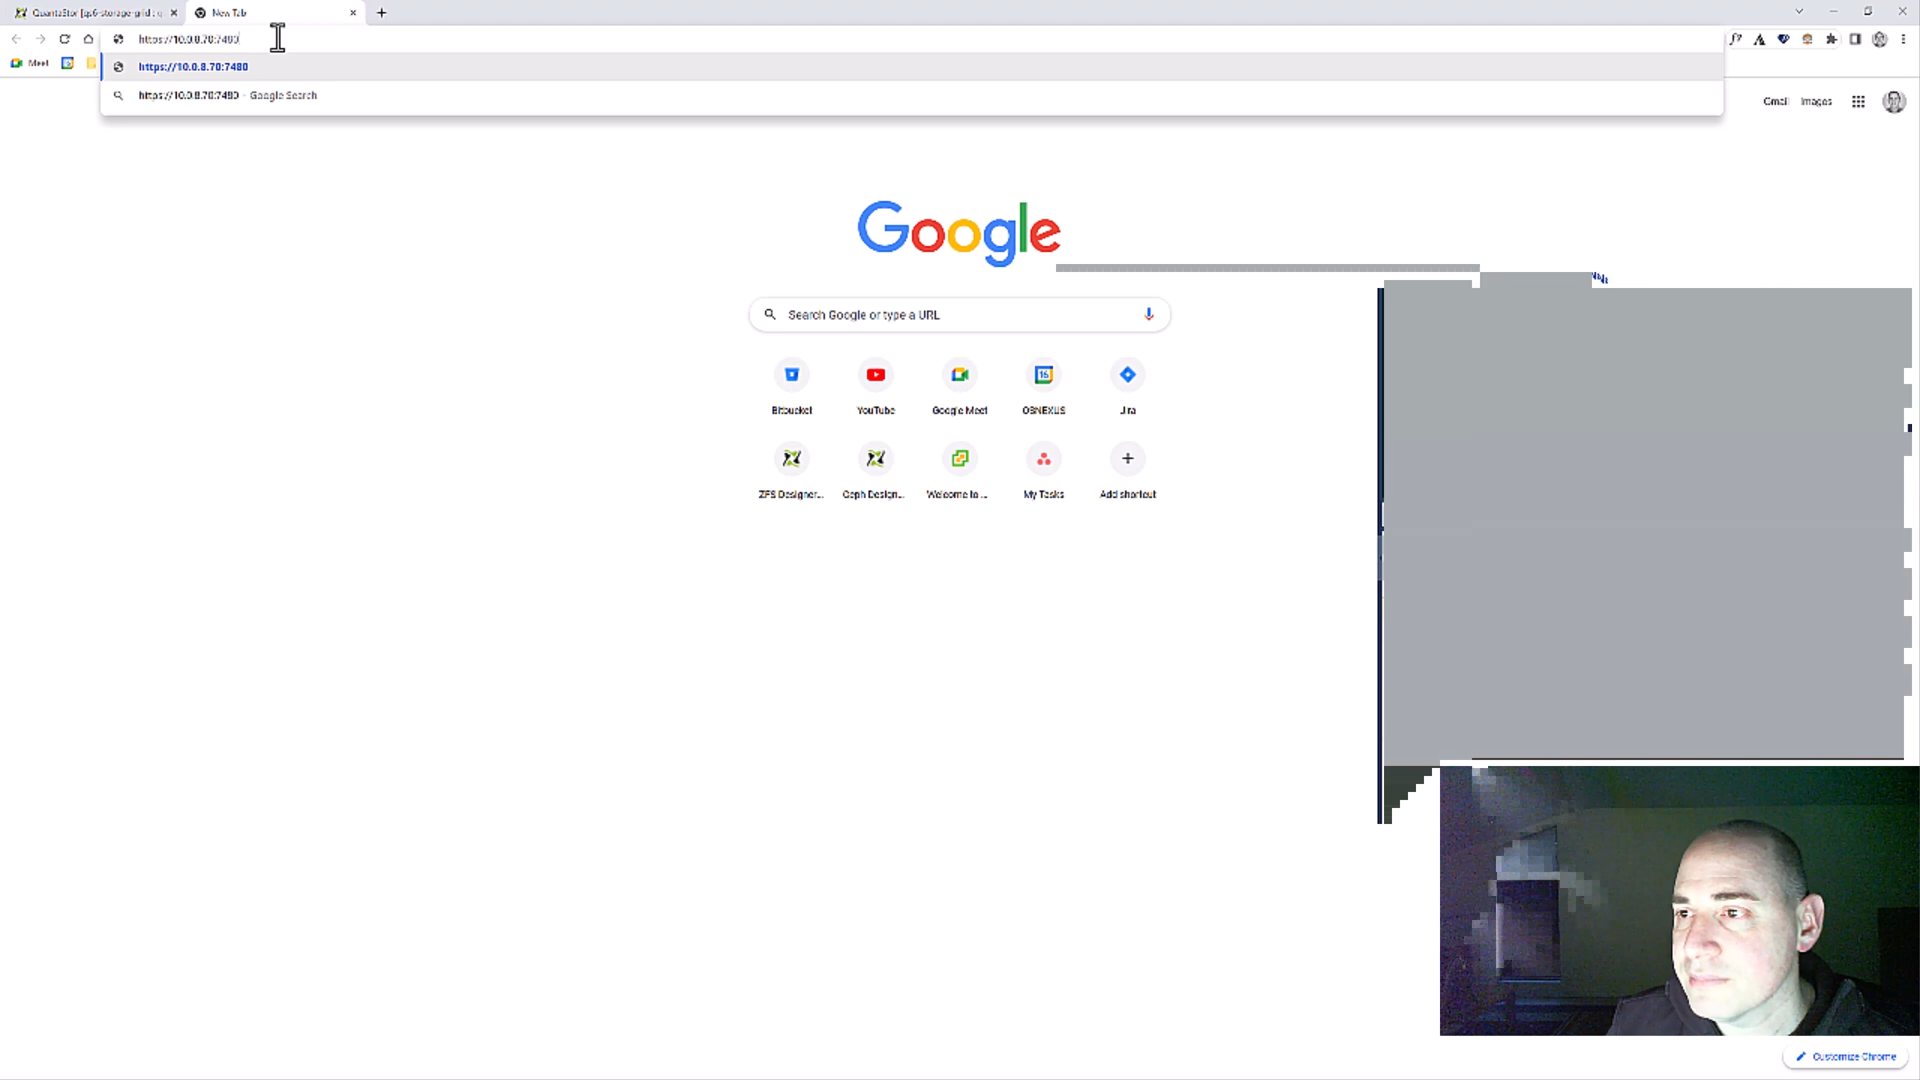 QuantaStor [qs6-storage-grid : q
New Tab
https://10.0.8.70:7480
Meet
https://10.0.8.70:7480
https://10.0.8.70:7480 - Google Search
Gmail Images
Google
Search Google or type a URL
Bitbucket YouTube Google Meet OSNEXUS Jira
16
ZFS Designer... Ceph Design... Welcome to ... My Tasks Add shortcut
Customize Chrome